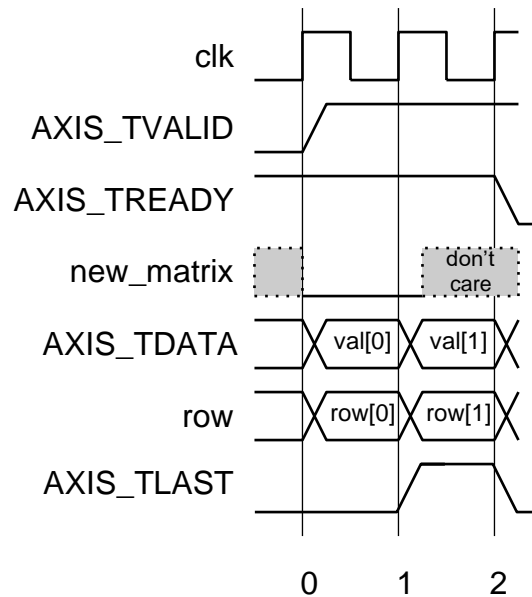 clk
AXIS_TVALID
AXIS_TREADY
new_matrix
don't
care
AXIS_TDATA
val[0]
val[1]
row
row[0]
row[1]
AXIS_TLAST
0 1 2